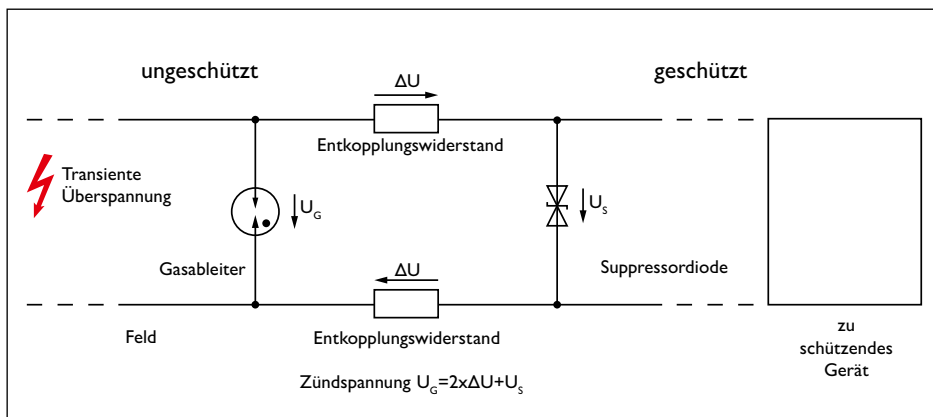 ungeschützt
geschützt
ΔU
Entkopplungswiderstand
Transiente
Überspannung
U_G
U_S
Gasableiter
ΔU
Suppressordiode
Feld
Entkopplungswiderstand
zu
schützendes
Gerät
Zündspannung U_G=2xΔU+U_S